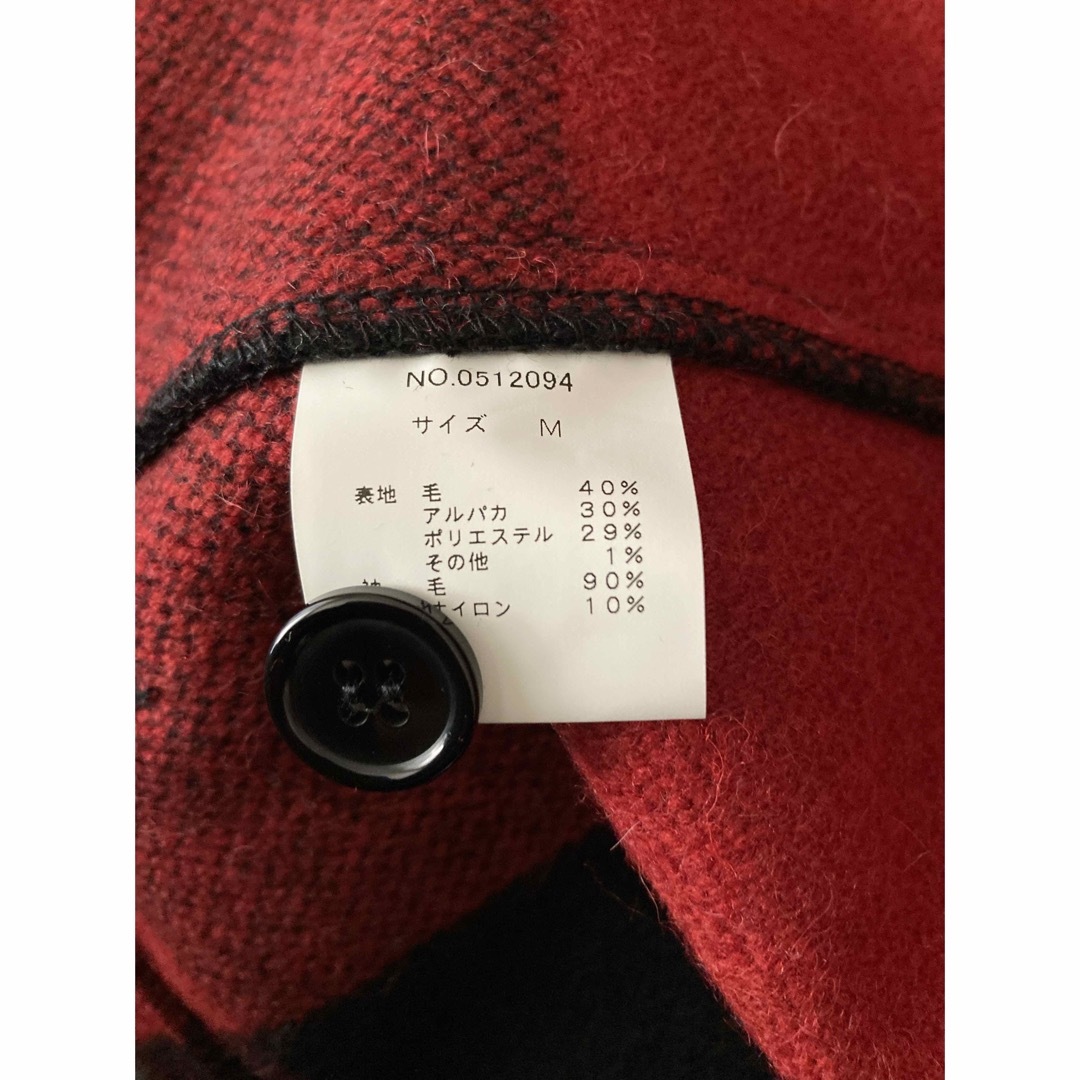 NO.0512094
サイズ M
表地 毛 40%
アルパカ 30%
ポリエステル 29%
その他 1%
毛 90%
ナイロン 10%